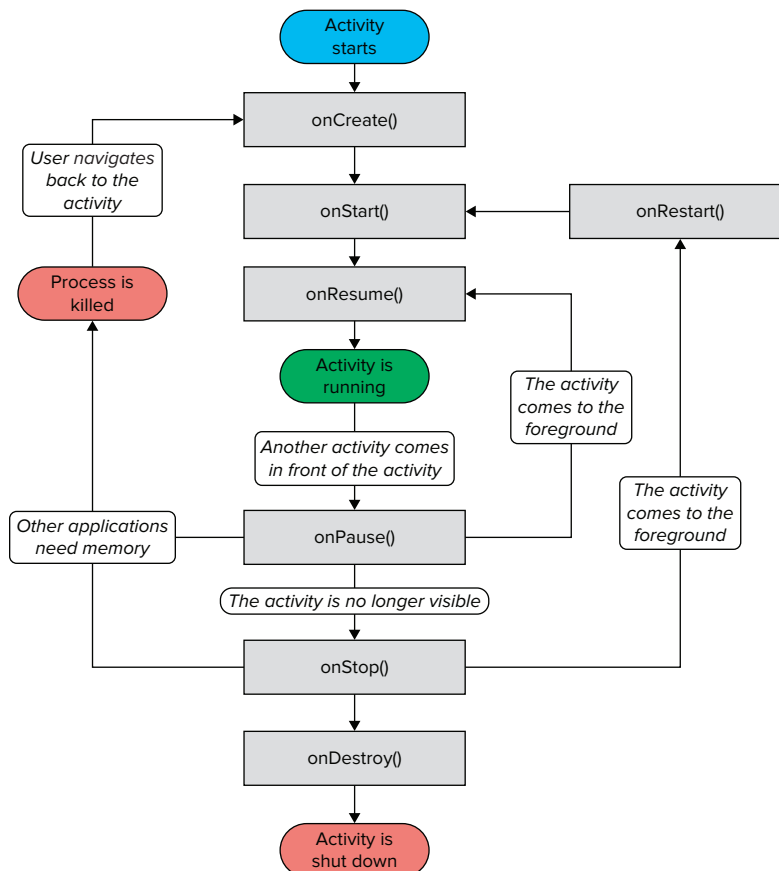 Activity
starts
onCreate()
User navigates
back to the
activity
onStart()
onRestart()
Process is
killed
onResume()
Activity is
running
The activity
comes to the
foreground
Another activity comes
in front of the activity
The activity
comes to the
foreground
Other applications
need memory
onPause()
The activity is no longer visible
onStop()
onDestroy()
Activity is
shut down